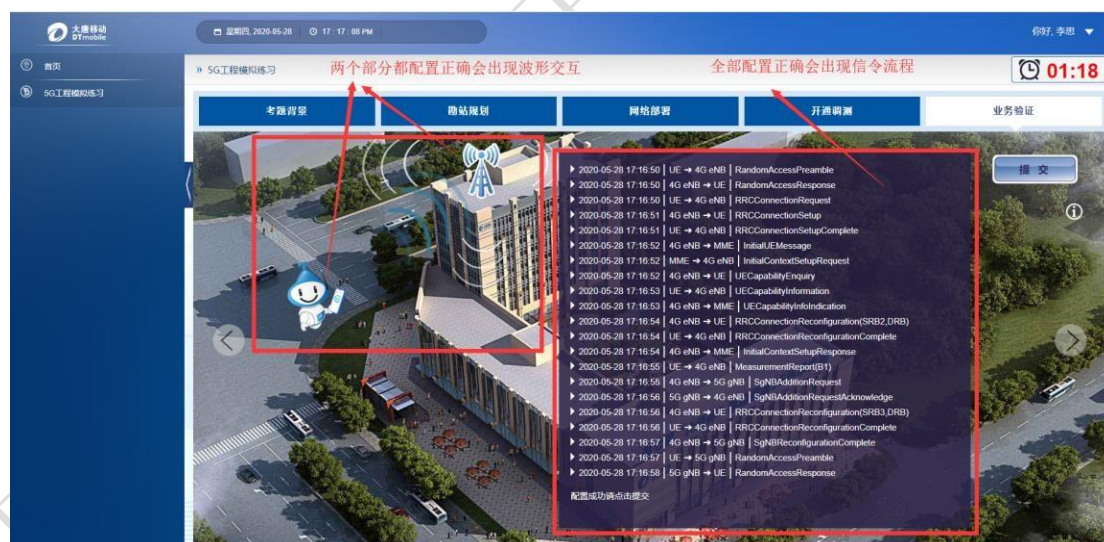 大唐移动
DTmobile
星期四, 2020-05-28 17 : 17 : 08 PM
你好, 李思
首页
5G工程模拟练习
» 5G工程模拟练习
两个部分都配置正确会出现波形交互
全部配置正确会出现信令流程
01:18
考题背景 勘站规划 网络部署 开通调测 业务验证
提 交
2020-05-28 17:16:50 | UE → 4G eNB | RandomAccessPreamble
2020-05-28 17:16:50 | 4G eNB → UE | RandomAccessResponse
2020-05-28 17:16:50 | UE → 4G eNB | RRCConnectionRequest
2020-05-28 17:16:51 | 4G eNB → UE | RRCConnectionSetup
2020-05-28 17:16:51 | UE → 4G eNB | RRCConnectionSetupComplete
2020-05-28 17:16:52 | 4G eNB → MME | InitialUEMessage
2020-05-28 17:16:52 | MME → 4G eNB | InitialContextSetupRequest
2020-05-28 17:16:52 | 4G eNB → UE | UECapabilityEnquiry
2020-05-28 17:16:53 | UE → 4G eNB | UECapabilityInformation
2020-05-28 17:16:53 | 4G eNB → MME | UECapabilityInfoIndication
2020-05-28 17:16:54 | 4G eNB → UE | RRCConnectionReconfiguration(SRB2,DRB)
2020-05-28 17:16:54 | UE → 4G eNB | RRCConnectionReconfigurationComplete
2020-05-28 17:16:54 | 4G eNB → MME | InitialContextSetupResponse
2020-05-28 17:16:55 | UE → 4G eNB | MeasurementReport(B1)
2020-05-28 17:16:55 | 4G eNB → 5G gNB | SgNBAdditionRequest
2020-05-28 17:16:56 | 5G gNB → 4G eNB | SgNBAdditionRequestAcknowledge
2020-05-28 17:16:56 | 4G eNB → UE | RRCConnectionReconfiguration(SRB3,DRB)
2020-05-28 17:16:56 | UE → 4G eNB | RRCConnectionReconfigurationComplete
2020-05-28 17:16:57 | 4G eNB → 5G gNB | SgNBReconfigurationComplete
2020-05-28 17:16:57 | UE → 5G gNB | RandomAccessPreamble
2020-05-28 17:16:58 | 5G gNB → UE | RandomAccessResponse
配置成功请点击提交